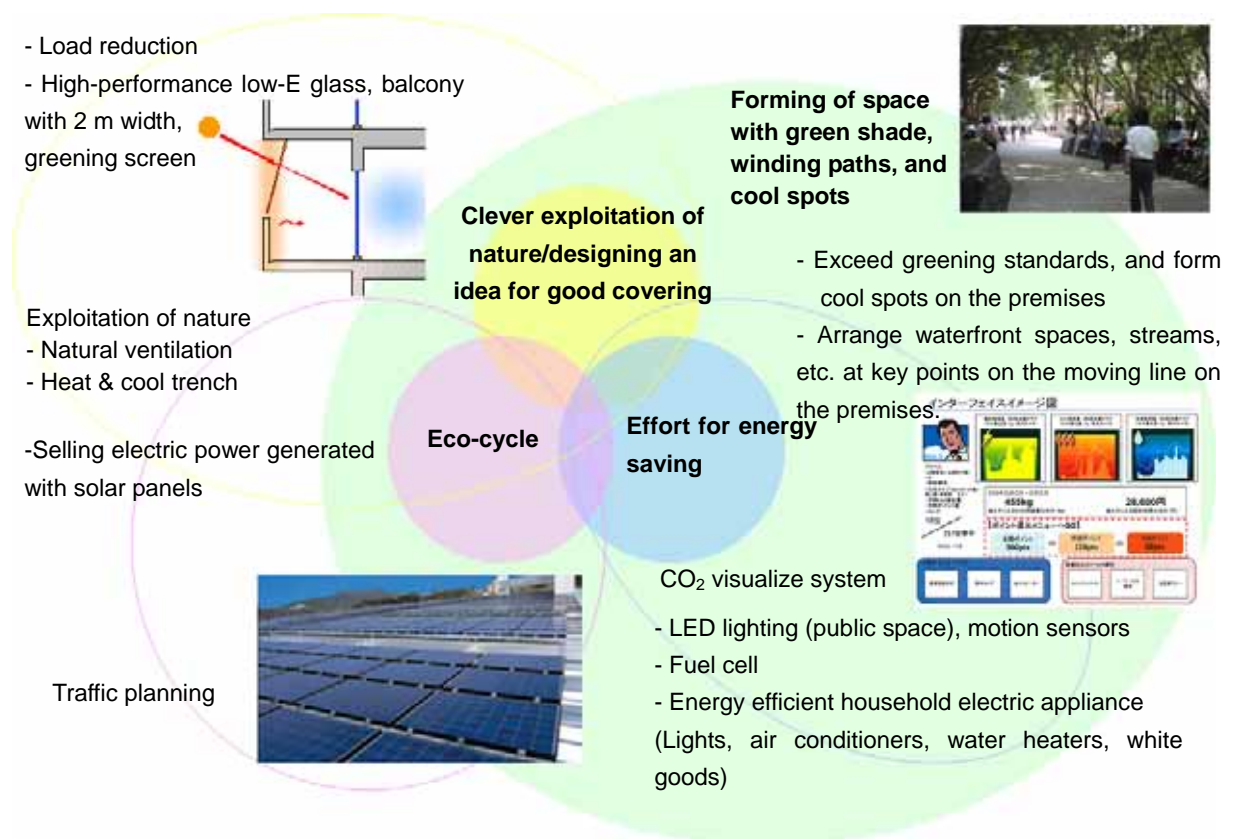 - Load reduction
- High-performance low-E glass, balcony
with 2 m width,
greening screen
Forming of space
with green shade,
winding paths, and
cool spots
Clever exploitation of
nature/designing an
idea for good covering
- Exceed greening standards, and form
cool spots on the premises
- Arrange waterfront spaces, streams,
etc. at key points on the moving line on
the premises.
Exploitation of nature
- Natural ventilation
- Heat & cool trench
-Selling electric power generated
with solar panels
Eco-cycle
Effort for energy
saving
インターフェイスイメージ図
455kg
CO₂ visualize system
- LED lighting (public space), motion sensors
- Fuel cell
- Energy efficient household electric appliance
(Lights, air conditioners, water heaters, white
goods)
Traffic planning